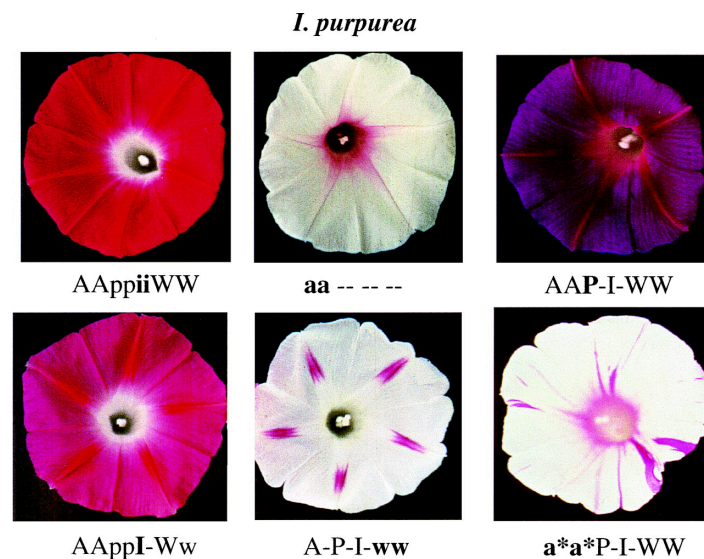 I. purpurea
AAppiiWW
aa -- -- --
AAP-I-WW
AAppI-Ww
A-P-I-ww
a*a*P-I-WW